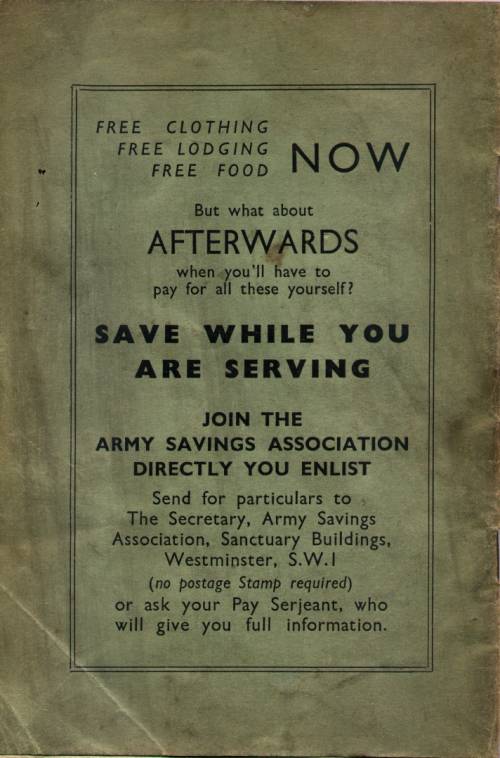 FREE CLOTHING
FREE LODGING
FREE FOOD
NOW
But what about
AFTERWARDS
when you'll have to
pay for all these yourself?
SAVE WHILE YOU
ARE SERVING
JOIN THE
ARMY SAVINGS ASSOCIATION
DIRECTLY YOU ENLIST
Send for particulars to
The Secretary, Army Savings
Association, Sanctuary Buildings,
Westminster, S.W.1
(no postage Stamp required)
or ask your Pay Serjeant, who
will give you full information.